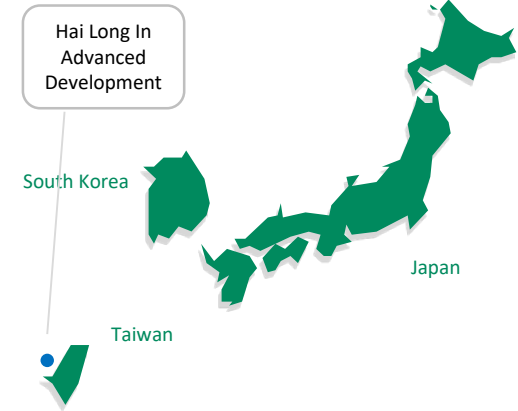 Hai Long In
Advanced
Development
South Korea
Japan
Taiwan